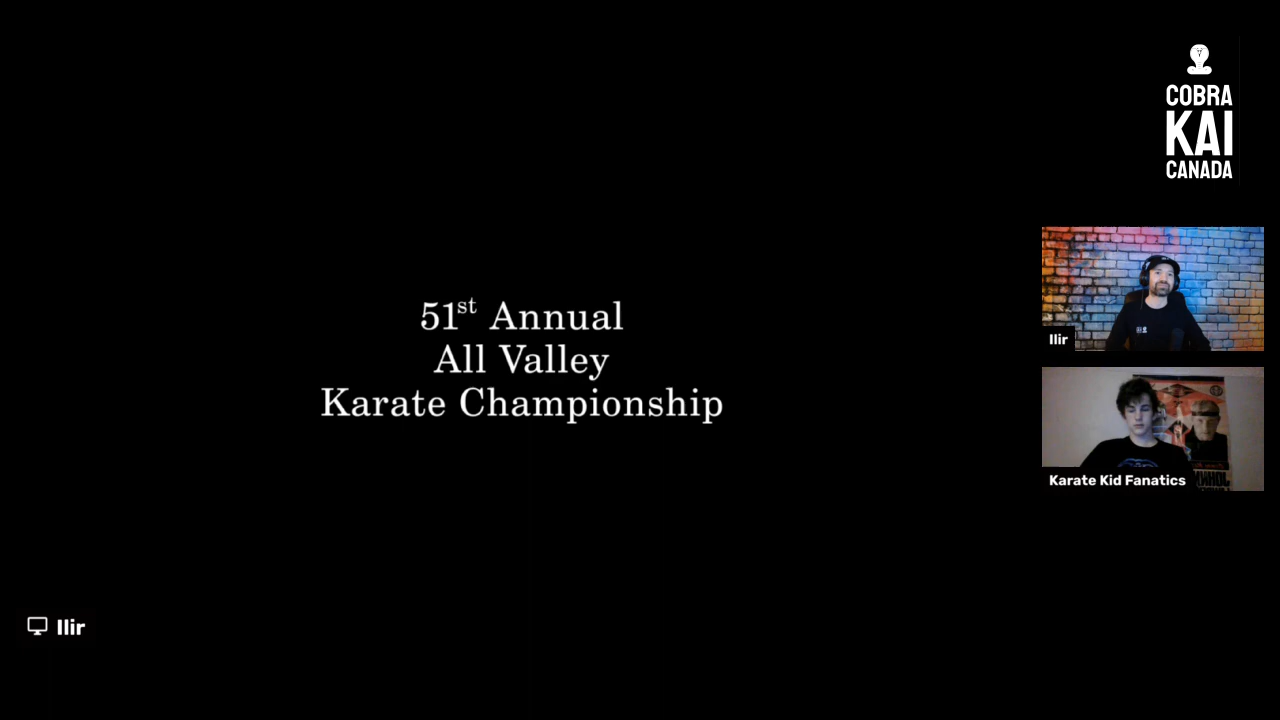 COBRA
KAI
CANADA
51st Annual
All Valley
Karate Championship
Ilir
Karate Kid Fanatics
Ilir